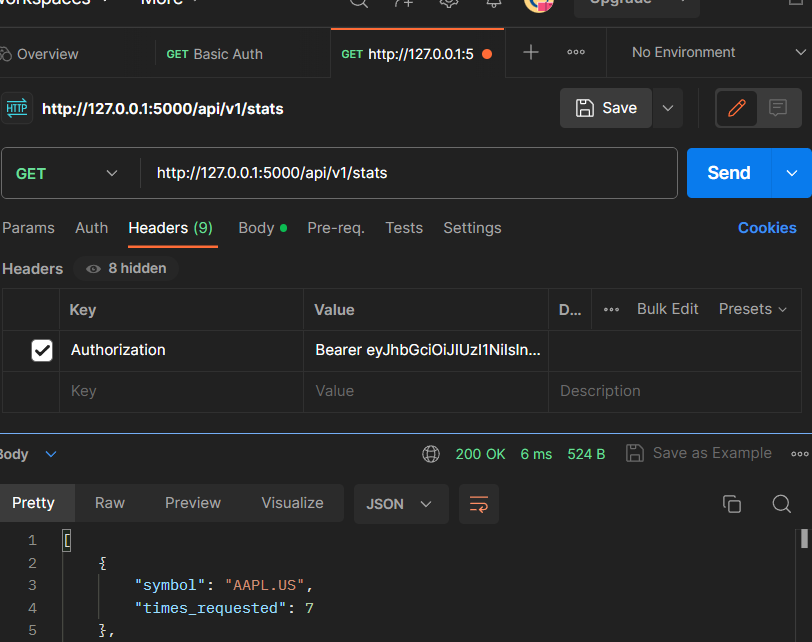 More
Upgrade
Overview
GET Basic Auth
GET http://127.0.0.1:5
No Environment
HTTP http://127.0.0.1:5000/api/v1/stats
Save
GET http://127.0.0.1:5000/api/v1/stats
Send
Params Auth Headers (9) Body Pre-req. Tests Settings Cookies
Headers 8 hidden
Key Value D... Bulk Edit Presets
Authorization Bearer eyJhbGciOiJIUzI1NiIsIn...
Key Value Description
Body 200 OK 6 ms 524 B Save as Example
Pretty Raw Preview Visualize JSON
1 [
2 {
3 "symbol": "AAPL.US",
4 "times_requested": 7
5 },